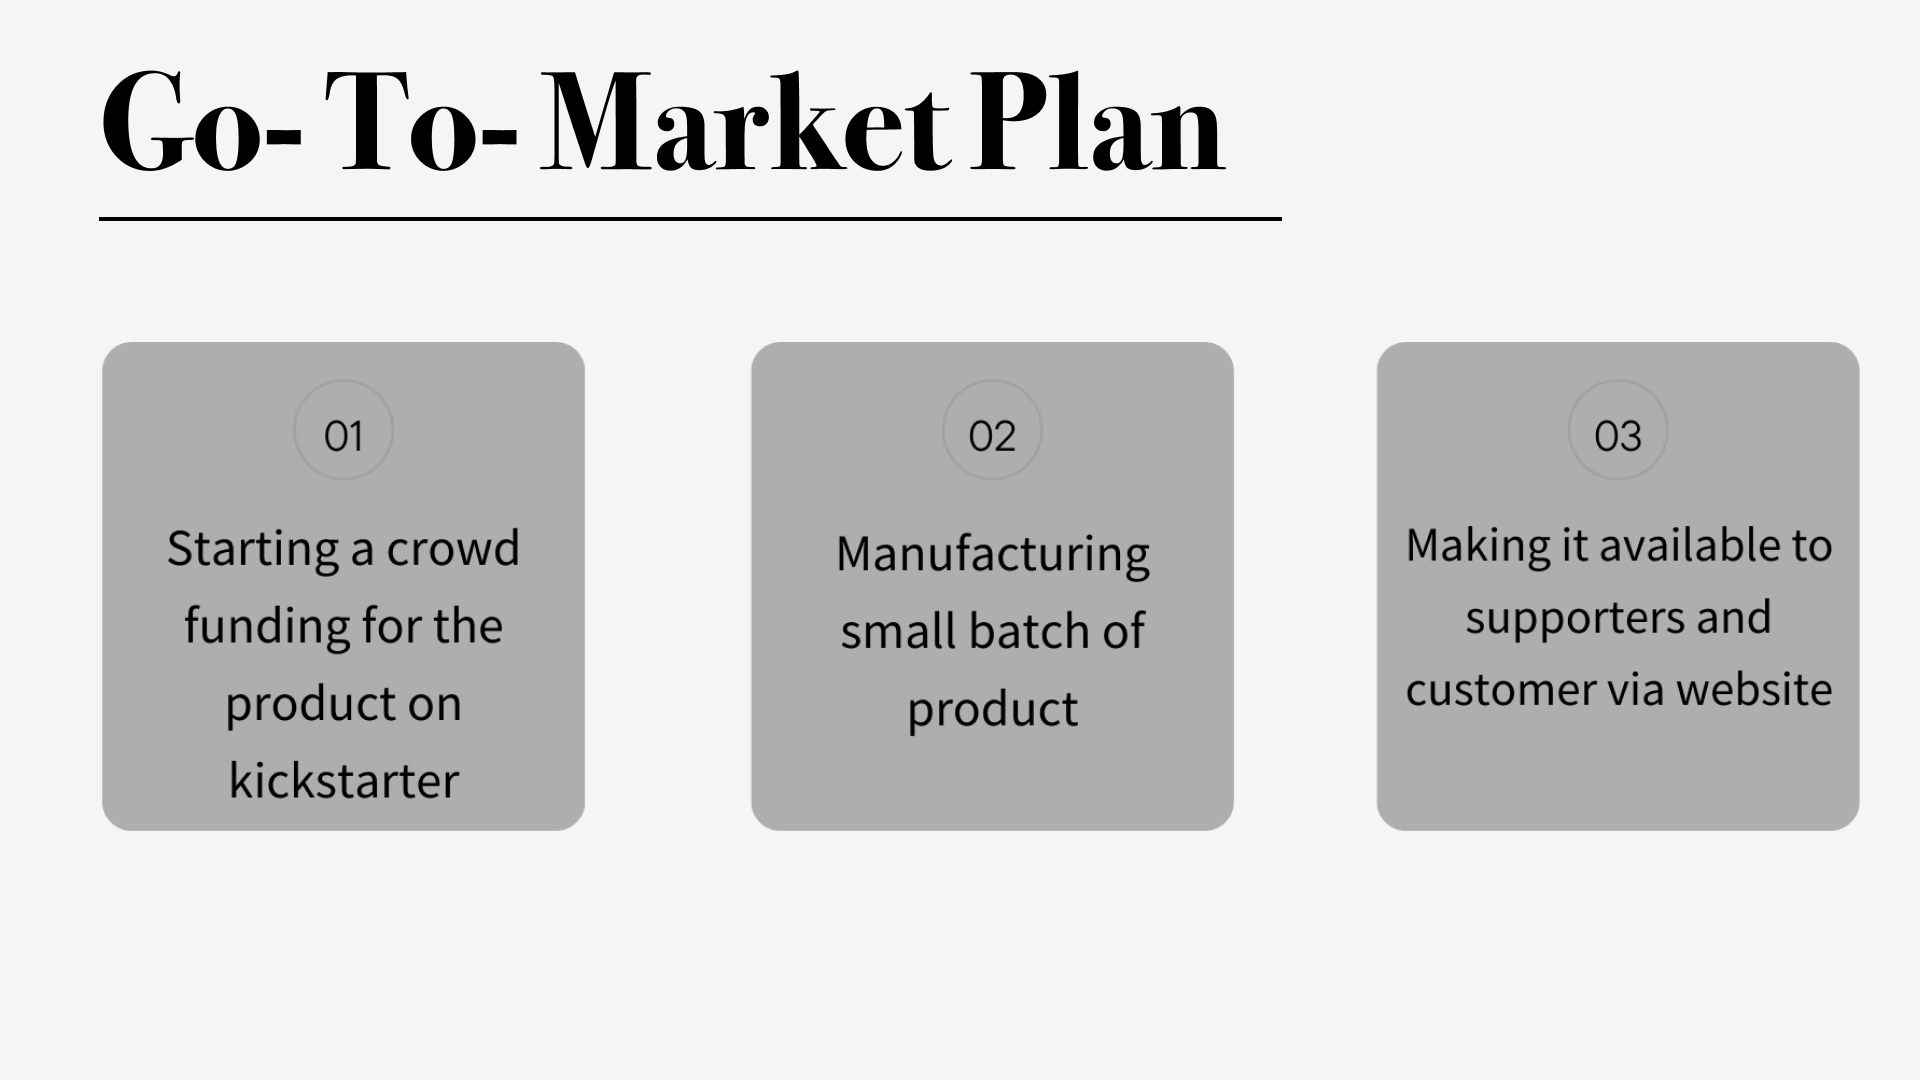 Go- To- Market Plan
01
Starting a crowd
funding for the
product on
kickstarter
02
Manufacturing
small batch of
product
03
Making it available to
supporters and
customer via website